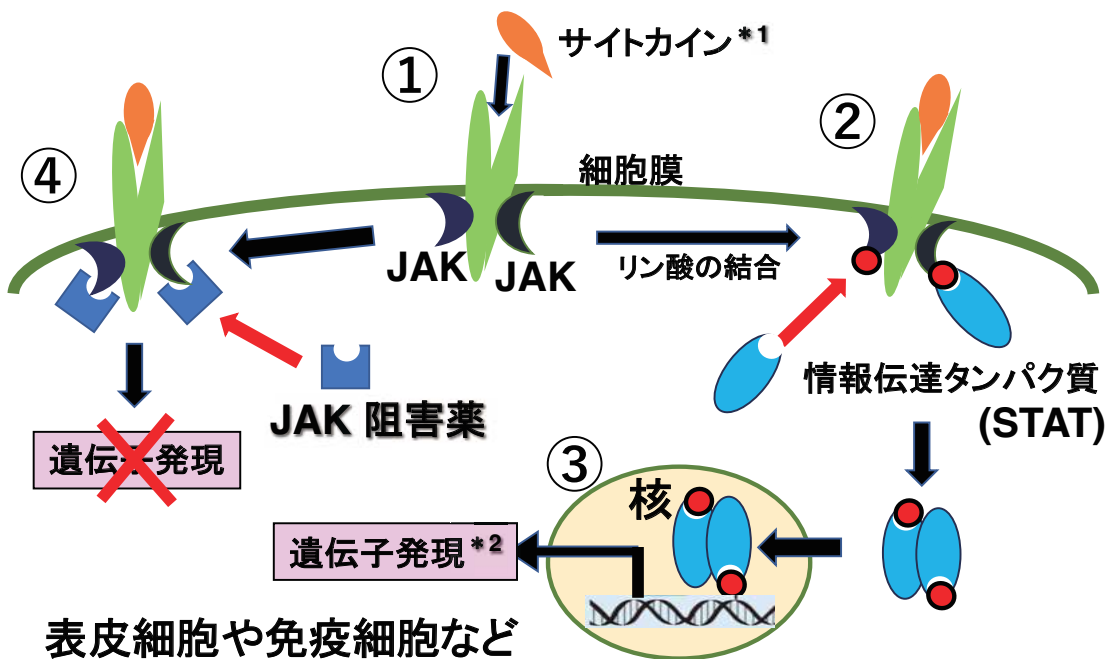 サイトカイン*1
①
②
④
細胞膜
JAK
JAK
リン酸の結合
情報伝達タンパク質
(STAT)
JAK 阻害薬
遺伝子発現
③
核
遺伝子発現*2
表皮細胞や免疫細胞など